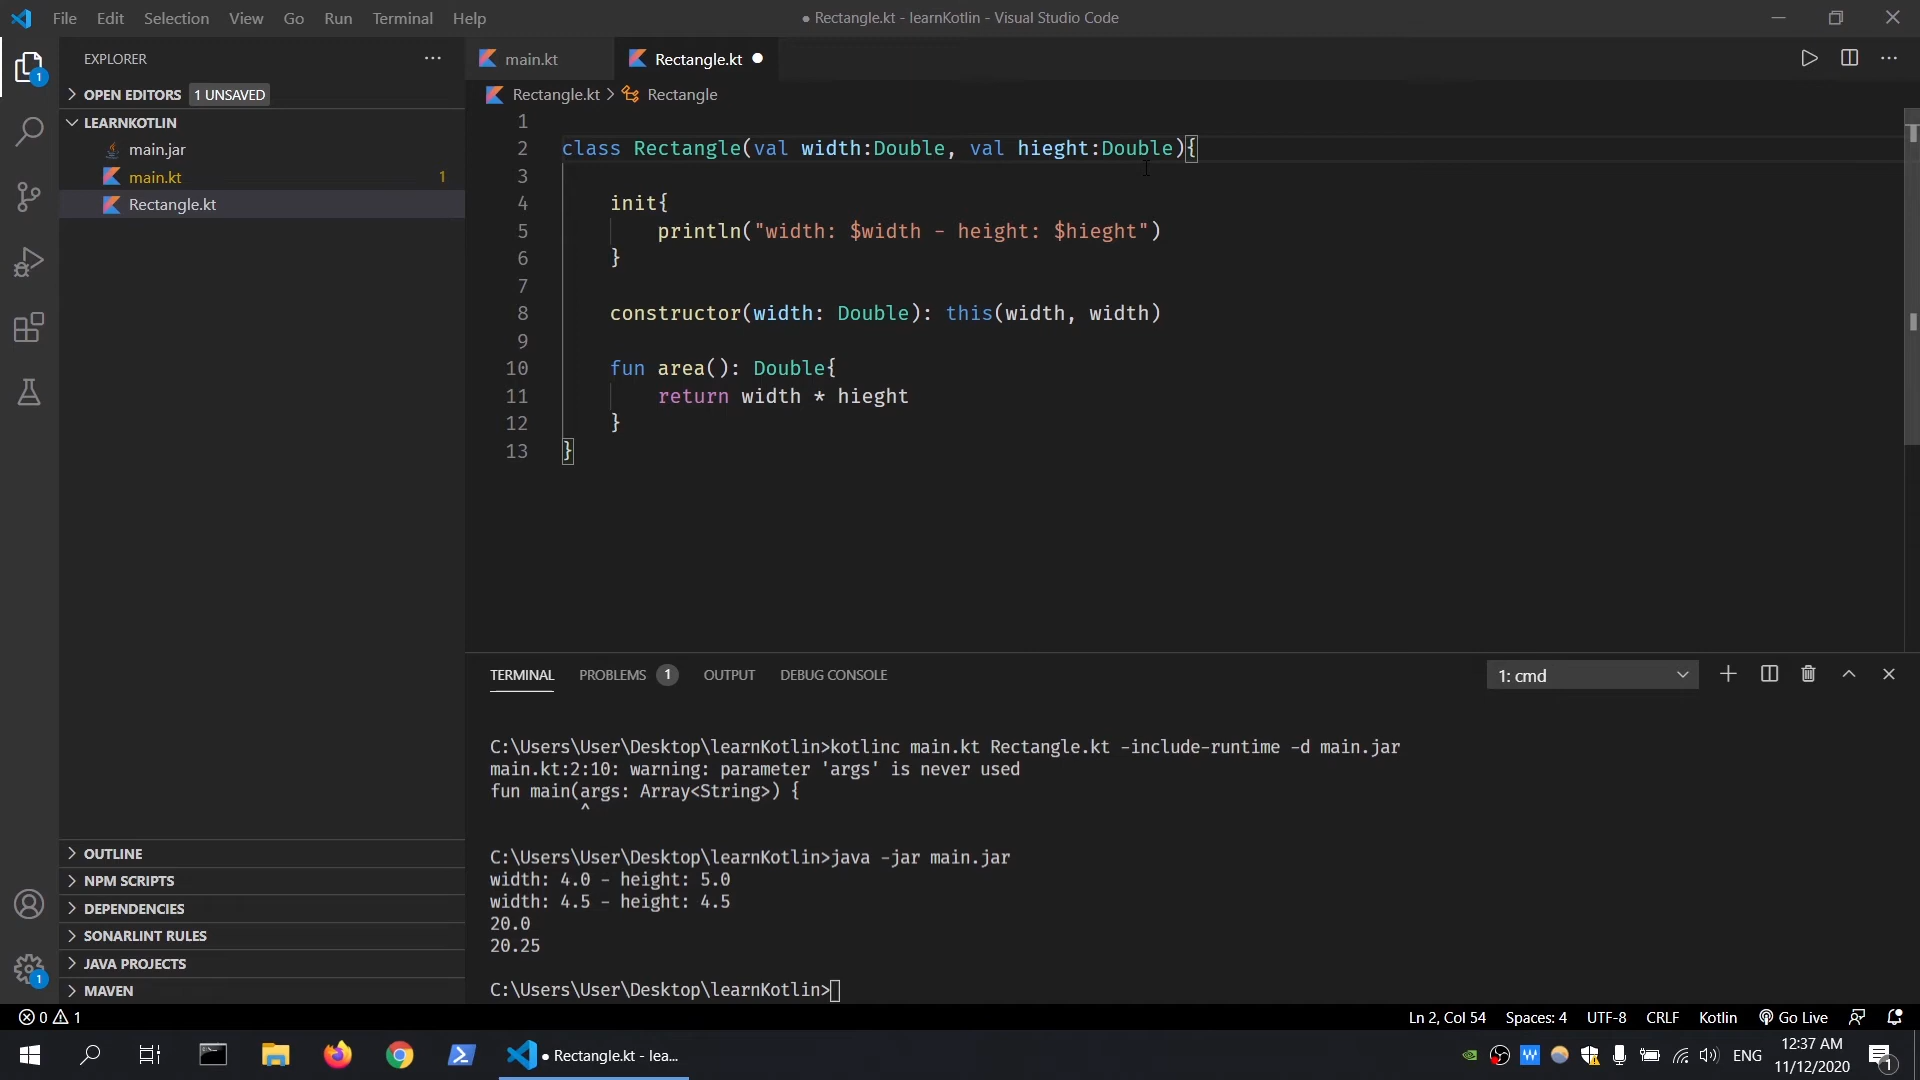 File Edit Selection View Go Run Terminal Help
● Rectangle.kt - learnKotlin - Visual Studio Code
EXPLORER
1
OPEN EDITORS 1 UNSAVED
LEARNKOTLIN
main.jar
main.kt 1
Rectangle.kt
OUTLINE
NPM SCRIPTS
DEPENDENCIES
SONARLINT RULES
JAVA PROJECTS
MAVEN
1
main.kt Rectangle.kt
Rectangle.kt > Rectangle
1
2 class Rectangle(val width:Double, val hieght:Double){
3
4 init{
5 println("width: $width - height: $hieght")
6 }
7
8 constructor(width: Double): this(width, width)
9
10 fun area(): Double{
11 return width * hieght
12 }
13 }
TERMINAL PROBLEMS 1 OUTPUT DEBUG CONSOLE 1: cmd
C:\Users\User\Desktop\learnKotlin>kotlinc main.kt Rectangle.kt -include-runtime -d main.jar
main.kt:2:10: warning: parameter 'args' is never used
fun main(args: Array<String>) {
^
C:\Users\User\Desktop\learnKotlin>java -jar main.jar
width: 4.0 - height: 5.0
width: 4.5 - height: 4.5
20.0
20.25
C:\Users\User\Desktop\learnKotlin>
0 1
Ln 2, Col 54 Spaces: 4 UTF-8 CRLF Kotlin Go Live
● Rectangle.kt - lea...
ENG
12:37 AM
11/12/2020
1